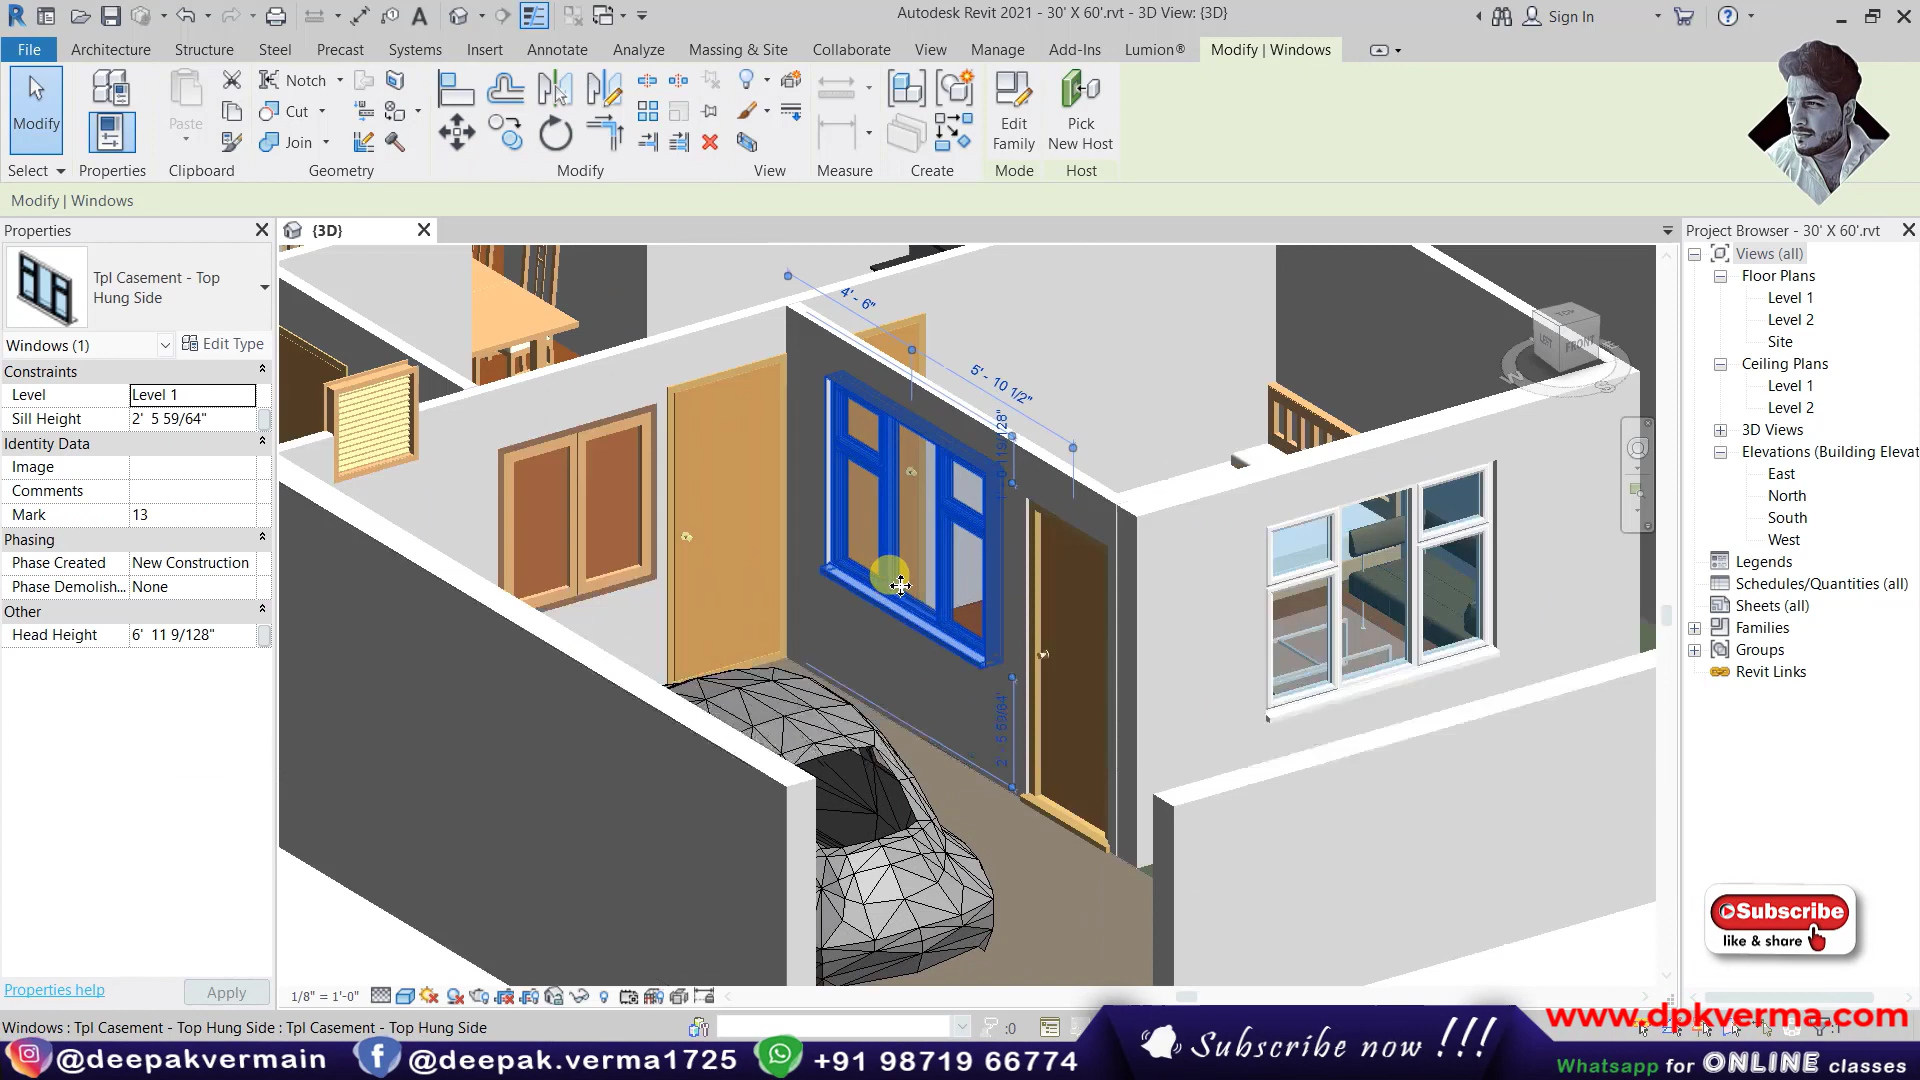 Autodesk Revit 2021 - 30' X 60'.rvt - 3D View: {3D}
Sign In
File Architecture Structure Steel Precast Systems Insert Annotate Analyze Massing & Site Collaborate View Manage Add-Ins Lumion® Modify | Windows
Modify
Paste
Notch
Cut
Join
Edit
Family
Pick
New Host
Select Properties Clipboard Geometry Modify View Measure Create Mode Host
Modify | Windows
Properties
Tpl Casement - Top
Hung Side
Windows (1) Edit Type
Constraints
Level Level 1
Sill Height 2' 5 59/64"
Identity Data
Image
Comments
Mark 13
Phasing
Phase Created New Construction
Phase Demolish... None
Other
Head Height 6' 11 9/128"
Properties help Apply
{3D}
4' - 6"
5' - 10 1/2"
2' - 5 59/64"
TOP
LEFT
FRONT
W
1/8" = 1'-0"
Project Browser - 30' X 60'.rvt
Views (all)
Floor Plans
Level 1
Level 2
Site
Ceiling Plans
Level 1
Level 2
3D Views
Elevations (Building Elevat
East
North
South
West
Legends
Schedules/Quantities (all)
Sheets (all)
Families
Groups
Revit Links
Subscribe
like & share
Windows : Tpl Casement - Top Hung Side : Tpl Casement - Top Hung Side
:0
www.dpkverma.com
@deepakvermain @deepak.verma1725 +91 98719 66774
Subscribe now !!!
Whatsapp for ONLINE classes